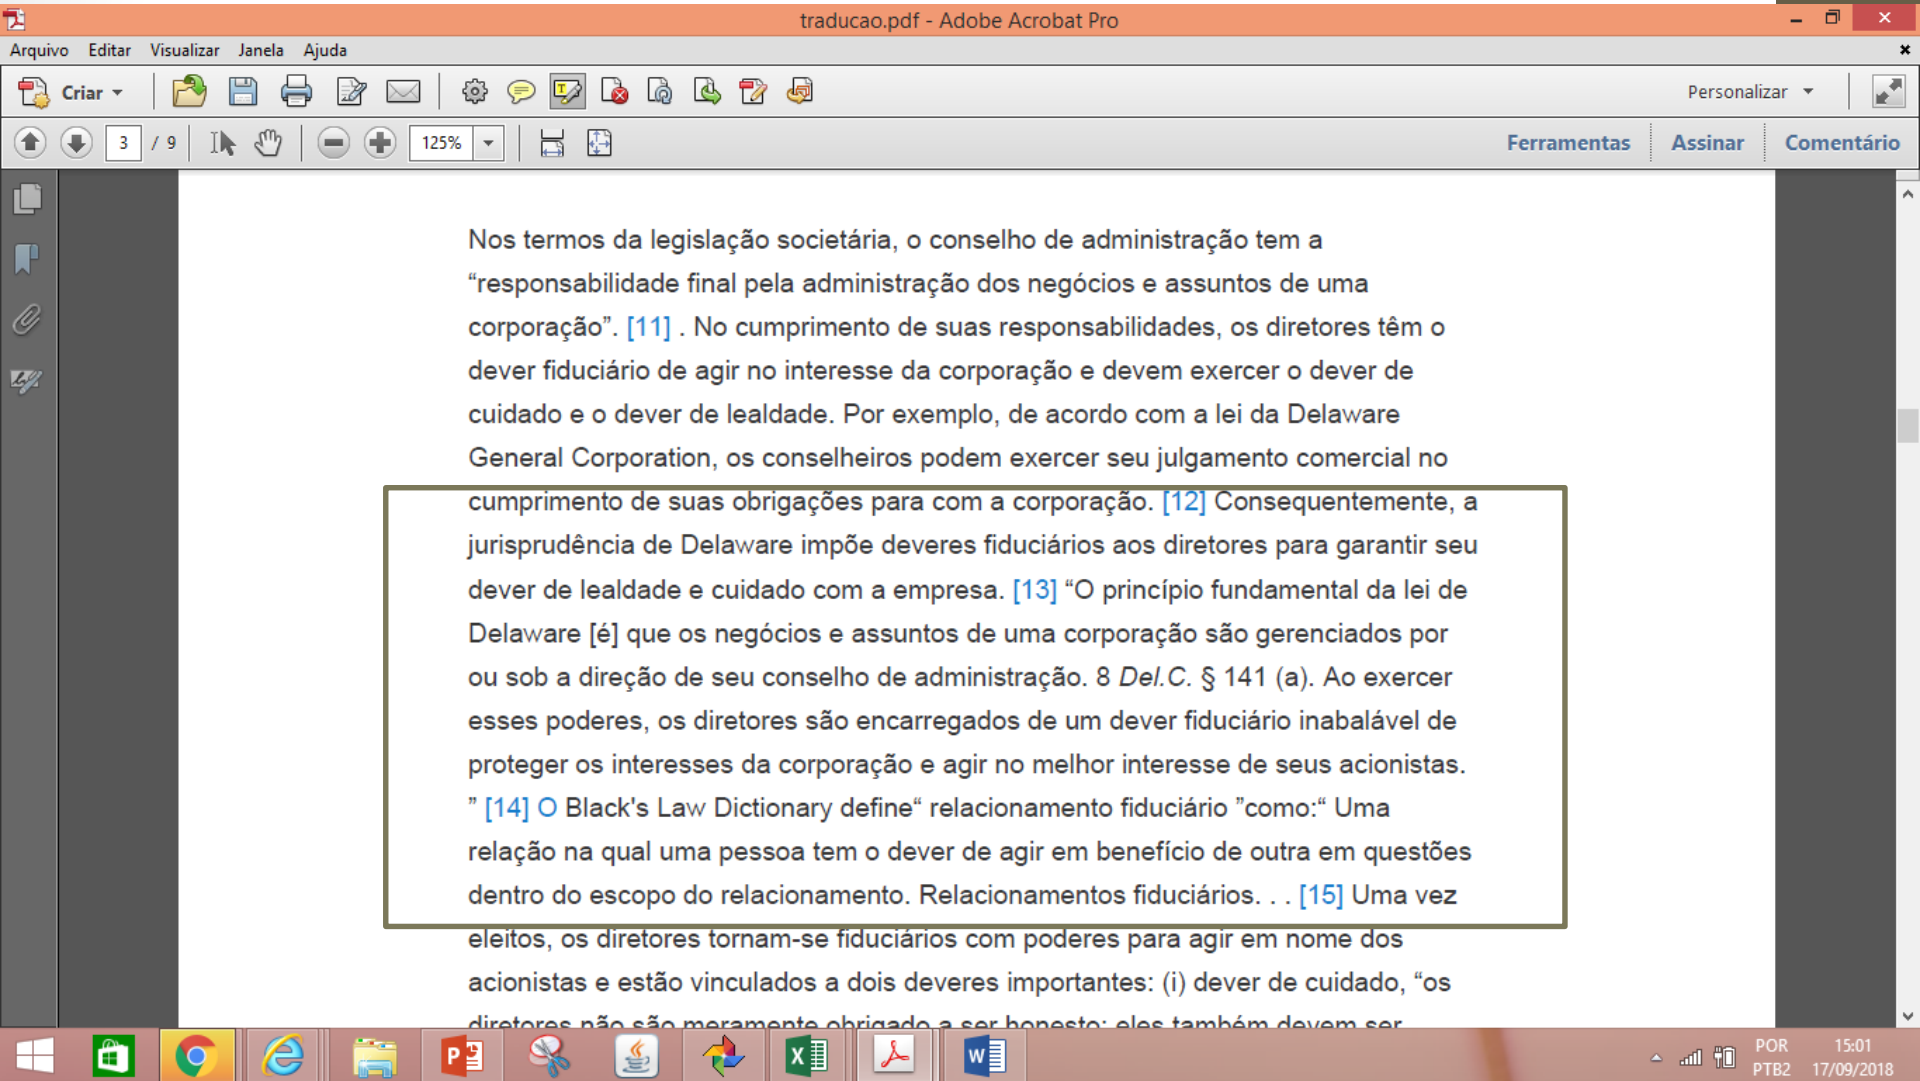 traducao.pdf - Adobe Acrobat Pro
Arquivo Editar Visualizar Janela Ajuda
Criar Personalizar
3 / 9 125% Ferramentas Assinar Comentário
Nos termos da legislação societária, o conselho de administração tem a
“responsabilidade final pela administração dos negócios e assuntos de uma
corporação”. [11] . No cumprimento de suas responsabilidades, os diretores têm o
dever fiduciário de agir no interesse da corporação e devem exercer o dever de
cuidado e o dever de lealdade. Por exemplo, de acordo com a lei da Delaware
General Corporation, os conselheiros podem exercer seu julgamento comercial no
cumprimento de suas obrigações para com a corporação. [12] Consequentemente, a
jurisprudência de Delaware impõe deveres fiduciários aos diretores para garantir seu
dever de lealdade e cuidado com a empresa. [13] “O princípio fundamental da lei de
Delaware [é] que os negócios e assuntos de uma corporação são gerenciados por
ou sob a direção de seu conselho de administração. 8 Del.C. § 141 (a). Ao exercer
esses poderes, os diretores são encarregados de um dever fiduciário inabalável de
proteger os interesses da corporação e agir no melhor interesse de seus acionistas.
” [14] O Black's Law Dictionary define“ relacionamento fiduciário ”como:“ Uma
relação na qual uma pessoa tem o dever de agir em benefício de outra em questões
dentro do escopo do relacionamento. Relacionamentos fiduciários. . . [15] Uma vez
eleitos, os diretores tornam-se fiduciários com poderes para agir em nome dos
acionistas e estão vinculados a dois deveres importantes: (i) dever de cuidado, “os
diretores não são meramente obrigado a ser honesto; eles também devem ser
POR 15:01
PTB2 17/09/2018